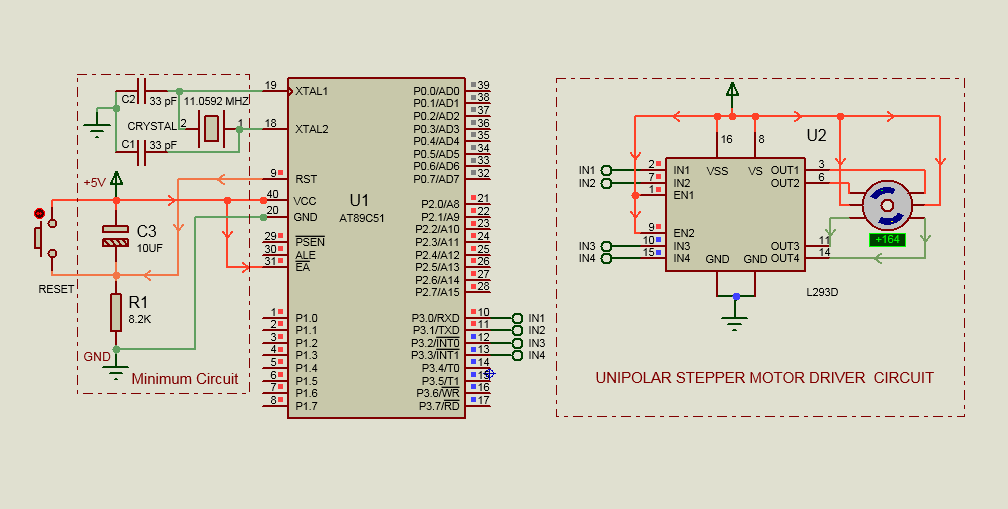 C2
33 pF
11.0592 MHZ
CRYSTAL
2
1
C1
33 pF
+5V
C3
10UF
RESET
R1
8.2K
GND
Minimum Circuit
U1
AT89C51
19 XTAL1
18 XTAL2
9 RST
40 VCC
20 GND
29 PSEN
30 ALE
31 EA
1 P1.0
2 P1.1
3 P1.2
4 P1.3
5 P1.4
6 P1.5
7 P1.6
8 P1.7
P0.0/AD0 39
P0.1/AD1 38
P0.2/AD2 37
P0.3/AD3 36
P0.4/AD4 35
P0.5/AD5 34
P0.6/AD6 33
P0.7/AD7 32
P2.0/A8 21
P2.1/A9 22
P2.2/A10 23
P2.3/A11 24
P2.4/A12 25
P2.5/A13 26
P2.6/A14 27
P2.7/A15 28
P3.0/RXD 10 IN1
P3.1/TXD 11 IN2
P3.2/INT0 12 IN3
P3.3/INT1 13 IN4
P3.4/T0 14
P3.5/T1 15
P3.6/WR 16
P3.7/RD 17
U2
16
8
VSS
VS
IN1 2 IN1
IN2 7 IN2
1 EN1
9 EN2
IN3 10 IN3
IN4 15 IN4
OUT1 3
OUT2 6
OUT3 11
OUT4 14
GND
GND
+164
L293D
UNIPOLAR STEPPER MOTOR DRIVER CIRCUIT